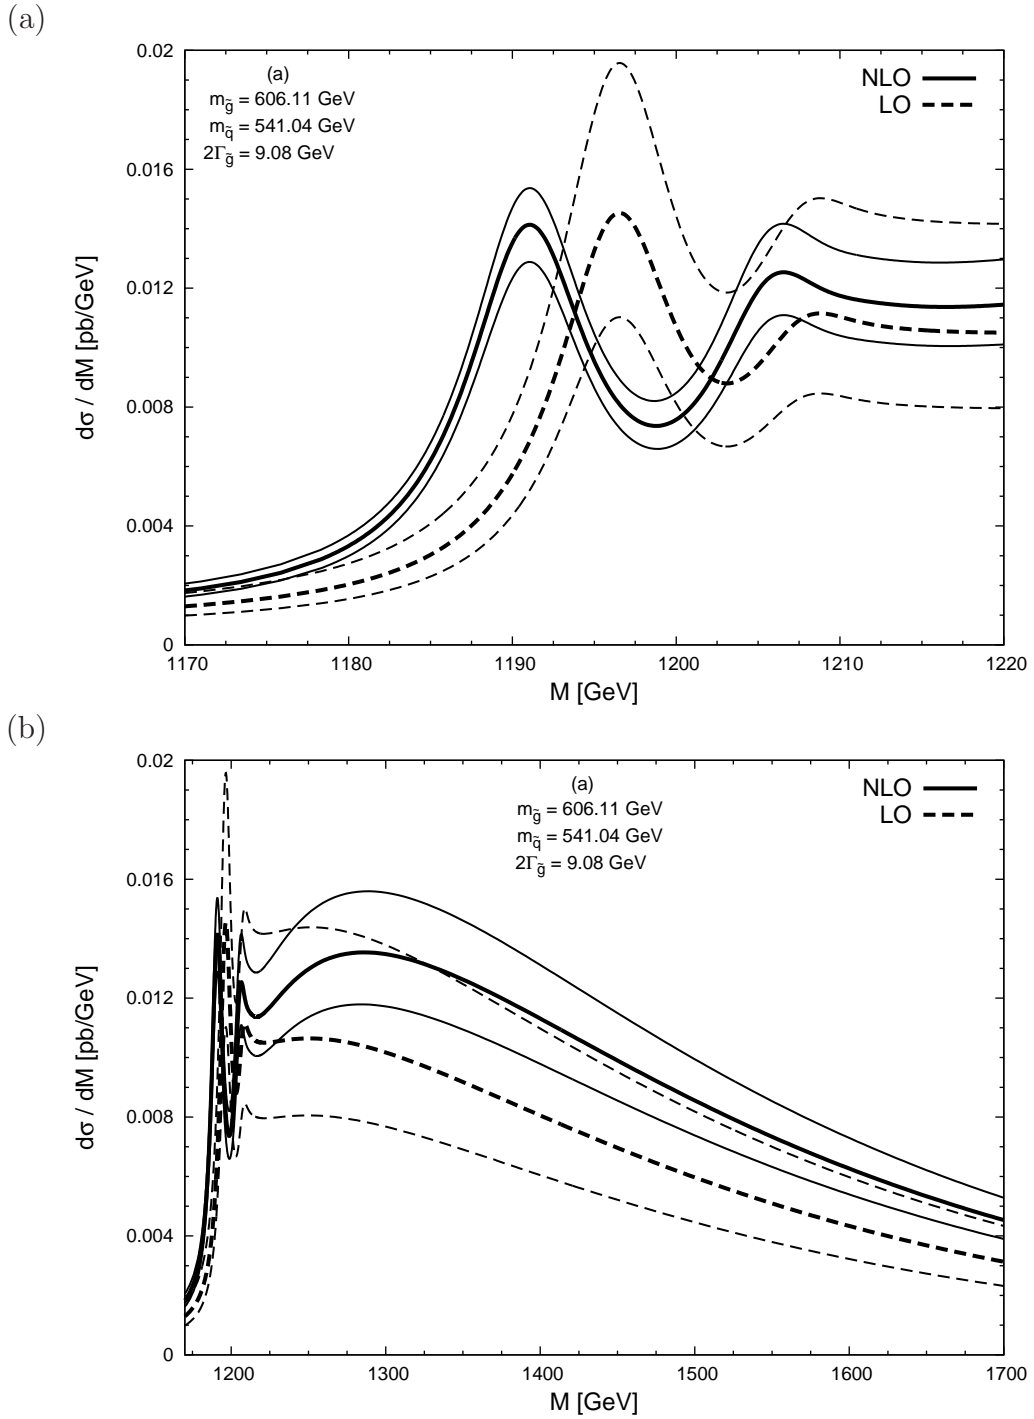 (a)
0.02
(a)
m_g̃ = 606.11 GeV
m_q̃ = 541.04 GeV
2Γ_g̃ = 9.08 GeV
NLO
LO
0.016
0.012
0.008
0.004
0
dσ / dM [pb/GeV]
1170 1180 1190 1200 1210 1220
M [GeV]
(b)
0.02
(a)
m_g̃ = 606.11 GeV
m_q̃ = 541.04 GeV
2Γ_g̃ = 9.08 GeV
NLO
LO
0.016
0.012
0.008
0.004
0
dσ / dM [pb/GeV]
1200 1300 1400 1500 1600 1700
M [GeV]